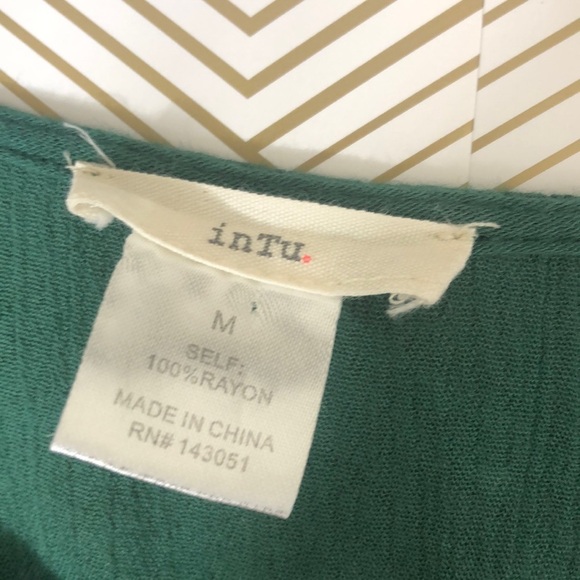 inTu.
M
SELF:
100%RAYON
MADE IN CHINA
RN# 143051